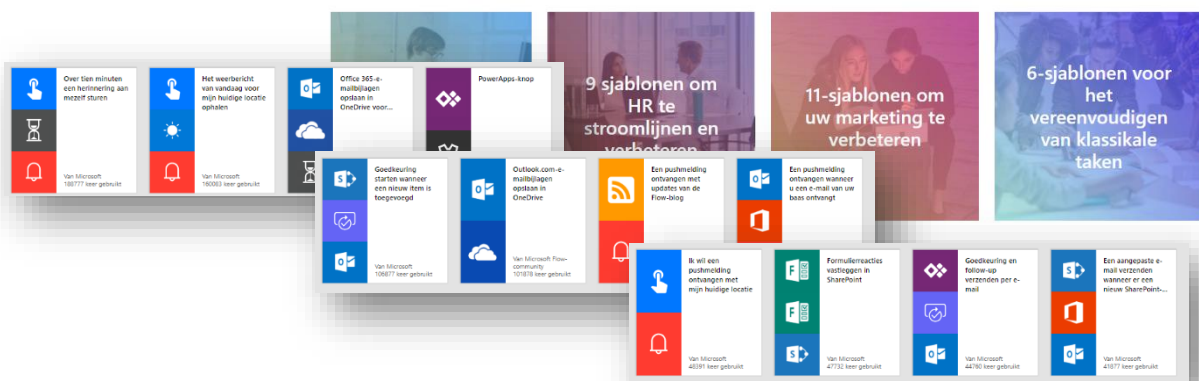 9 sjablonen om
HR te
stroomlijnen en
verbeteren
11-sjablonen om
uw marketing te
verbeteren
6-sjablonen voor
het
vereenvoudigen
van klassikale
taken
Over tien minuten
een herinnering aan
mezelf sturen
Van Microsoft
188777 keer gebruikt
Het weerbericht
van vandaag voor
mijn huidige locatie
ophalen
Van Microsoft
160083 keer gebruikt
Office 365-e-
mailbijlagen
opslaan in
OneDrive voor...
PowerApps-knop
Goedkeuring
starten wanneer
een nieuw item is
toegevoegd
Van Microsoft
106877 keer gebruikt
Outlook.com-e-
mailbijlagen
opslaan in
OneDrive
Van Microsoft Flow-
community
101878 keer gebruikt
Een pushmelding
ontvangen met
updates van de
Flow-blog
Een pushmelding
ontvangen wanneer
u een e-mail van uw
baas ontvangt
Ik wil een
pushmelding
ontvangen met
mijn huidige locatie
Van Microsoft
48391 keer gebruikt
Formulierreacties
vastleggen in
SharePoint
Van Microsoft
47732 keer gebruikt
Goedkeuring en
follow-up
verzenden per e-
mail
Van Microsoft
44760 keer gebruikt
Een aangepaste e-
mail verzenden
wanneer er een
nieuw SharePoint-...
Van Microsoft
41877 keer gebruikt